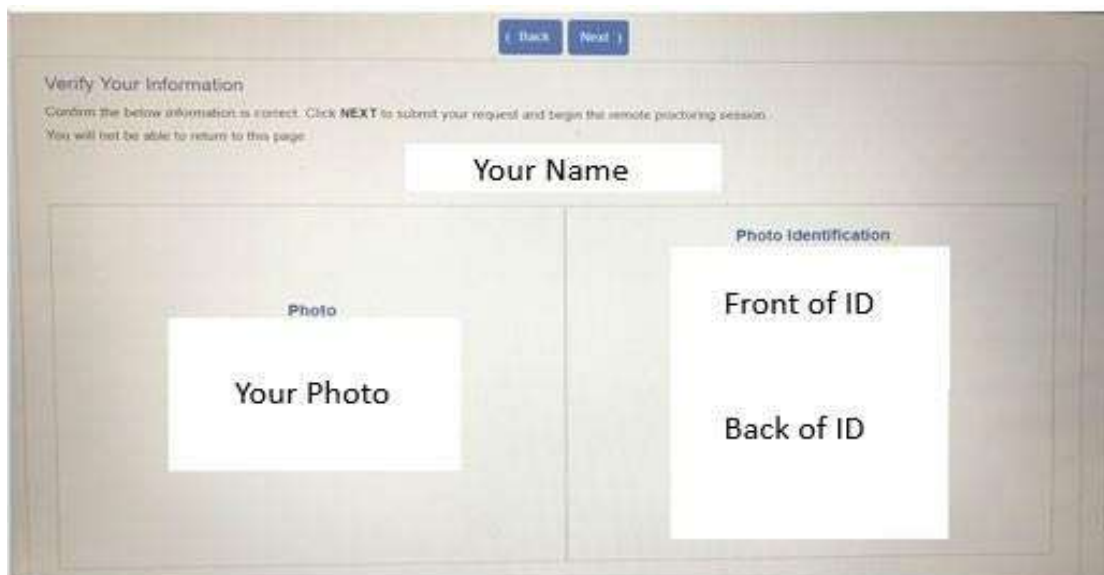 ‹ Back Next ›
Verify Your Information
Confirm the below information is correct. Click NEXT to submit your request and begin the remote proctoring session.
You will not be able to return to this page.
Your Name
Photo Identification
Front of ID
Photo
Your Photo
Back of ID